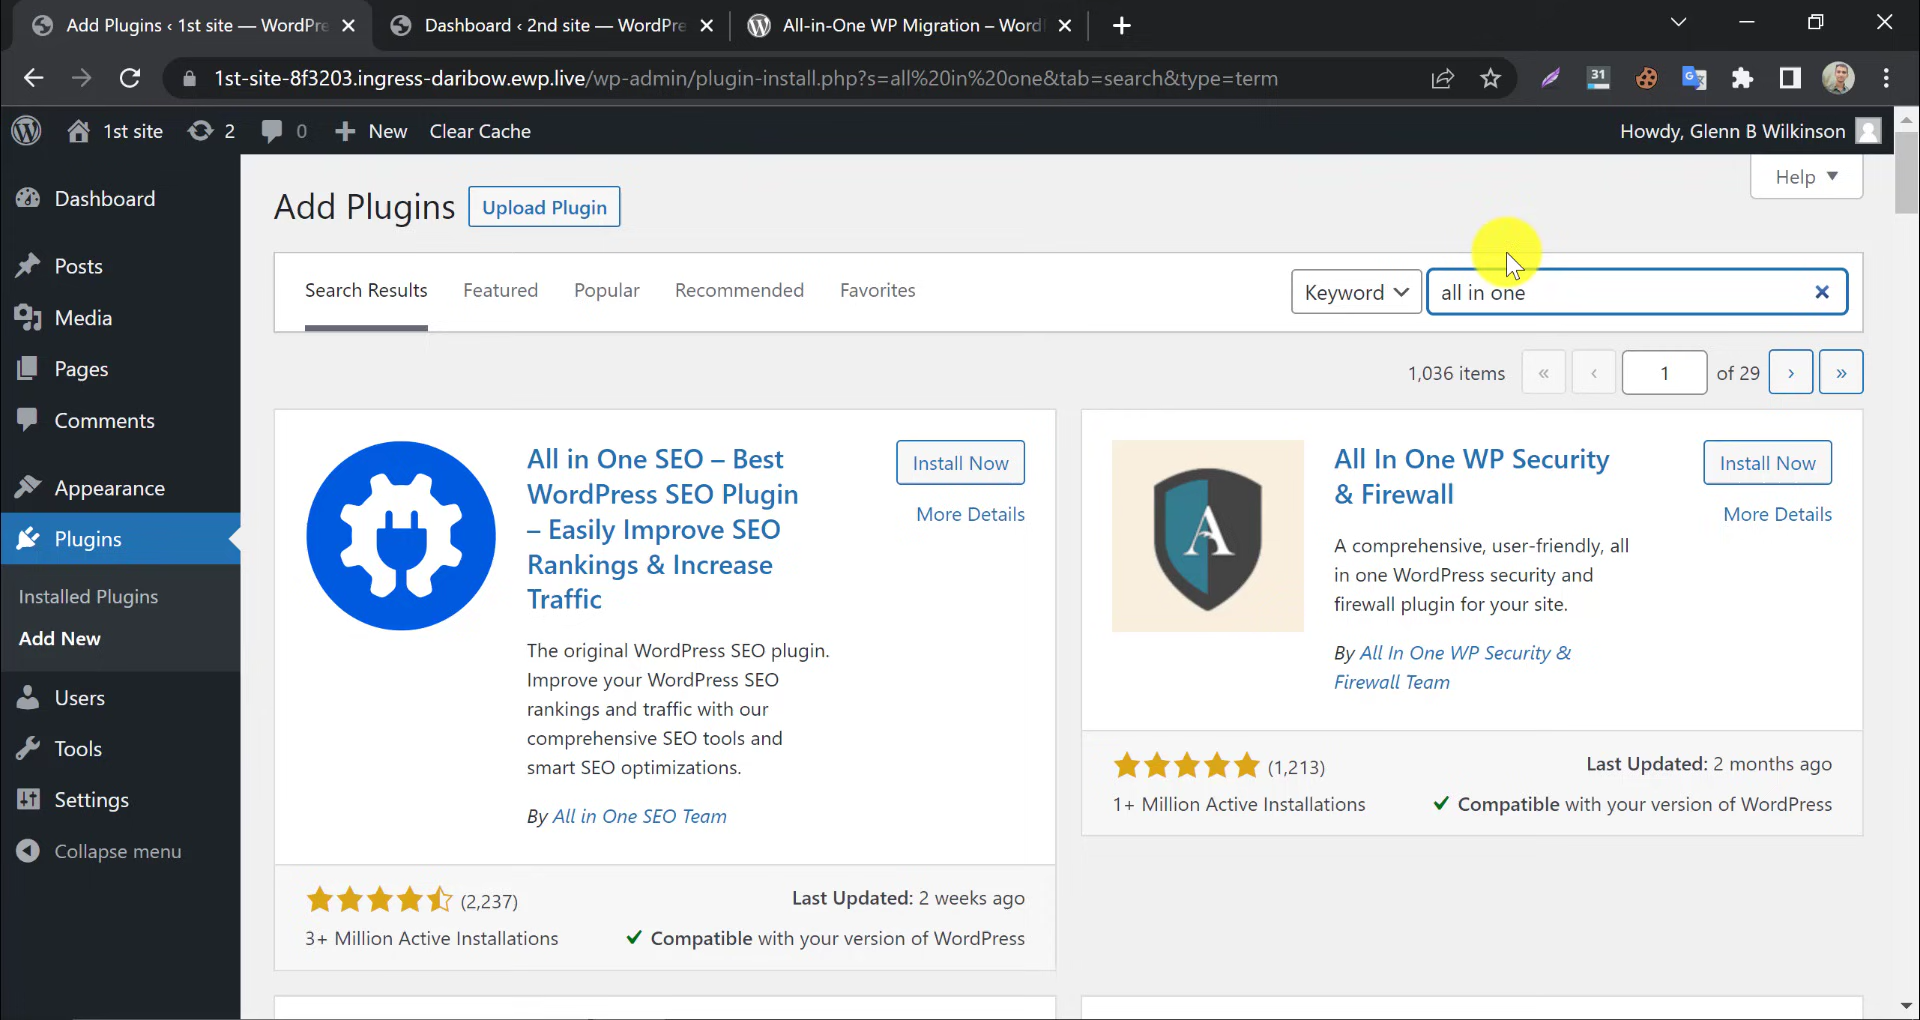 Add Plugins ‹ 1st site — WordPre
Dashboard ‹ 2nd site — WordPre
All-in-One WP Migration – Word
1st-site-8f3203.ingress-daribow.ewp.live/wp-admin/plugin-install.php?s=all%20in%20one&tab=search&type=term
31
1st site
2
0
New
Clear Cache
Howdy, Glenn B Wilkinson
Dashboard
Posts
Media
Pages
Comments
Appearance
Plugins
Installed Plugins
Add New
Users
Tools
Settings
Collapse menu
Help
Add Plugins
Upload Plugin
Search Results
Featured
Popular
Recommended
Favorites
Keyword
all in one
1,036 items
«
‹
1
of 29
›
»
All in One SEO – Best
WordPress SEO Plugin
– Easily Improve SEO
Rankings & Increase
Traffic
Install Now
More Details
The original WordPress SEO plugin.
Improve your WordPress SEO
rankings and traffic with our
comprehensive SEO tools and
smart SEO optimizations.
By All in One SEO Team
(2,237)
Last Updated: 2 weeks ago
3+ Million Active Installations
Compatible with your version of WordPress
A
All In One WP Security
& Firewall
Install Now
More Details
A comprehensive, user-friendly, all
in one WordPress security and
firewall plugin for your site.
By All In One WP Security &
Firewall Team
(1,213)
Last Updated: 2 months ago
1+ Million Active Installations
Compatible with your version of WordPress